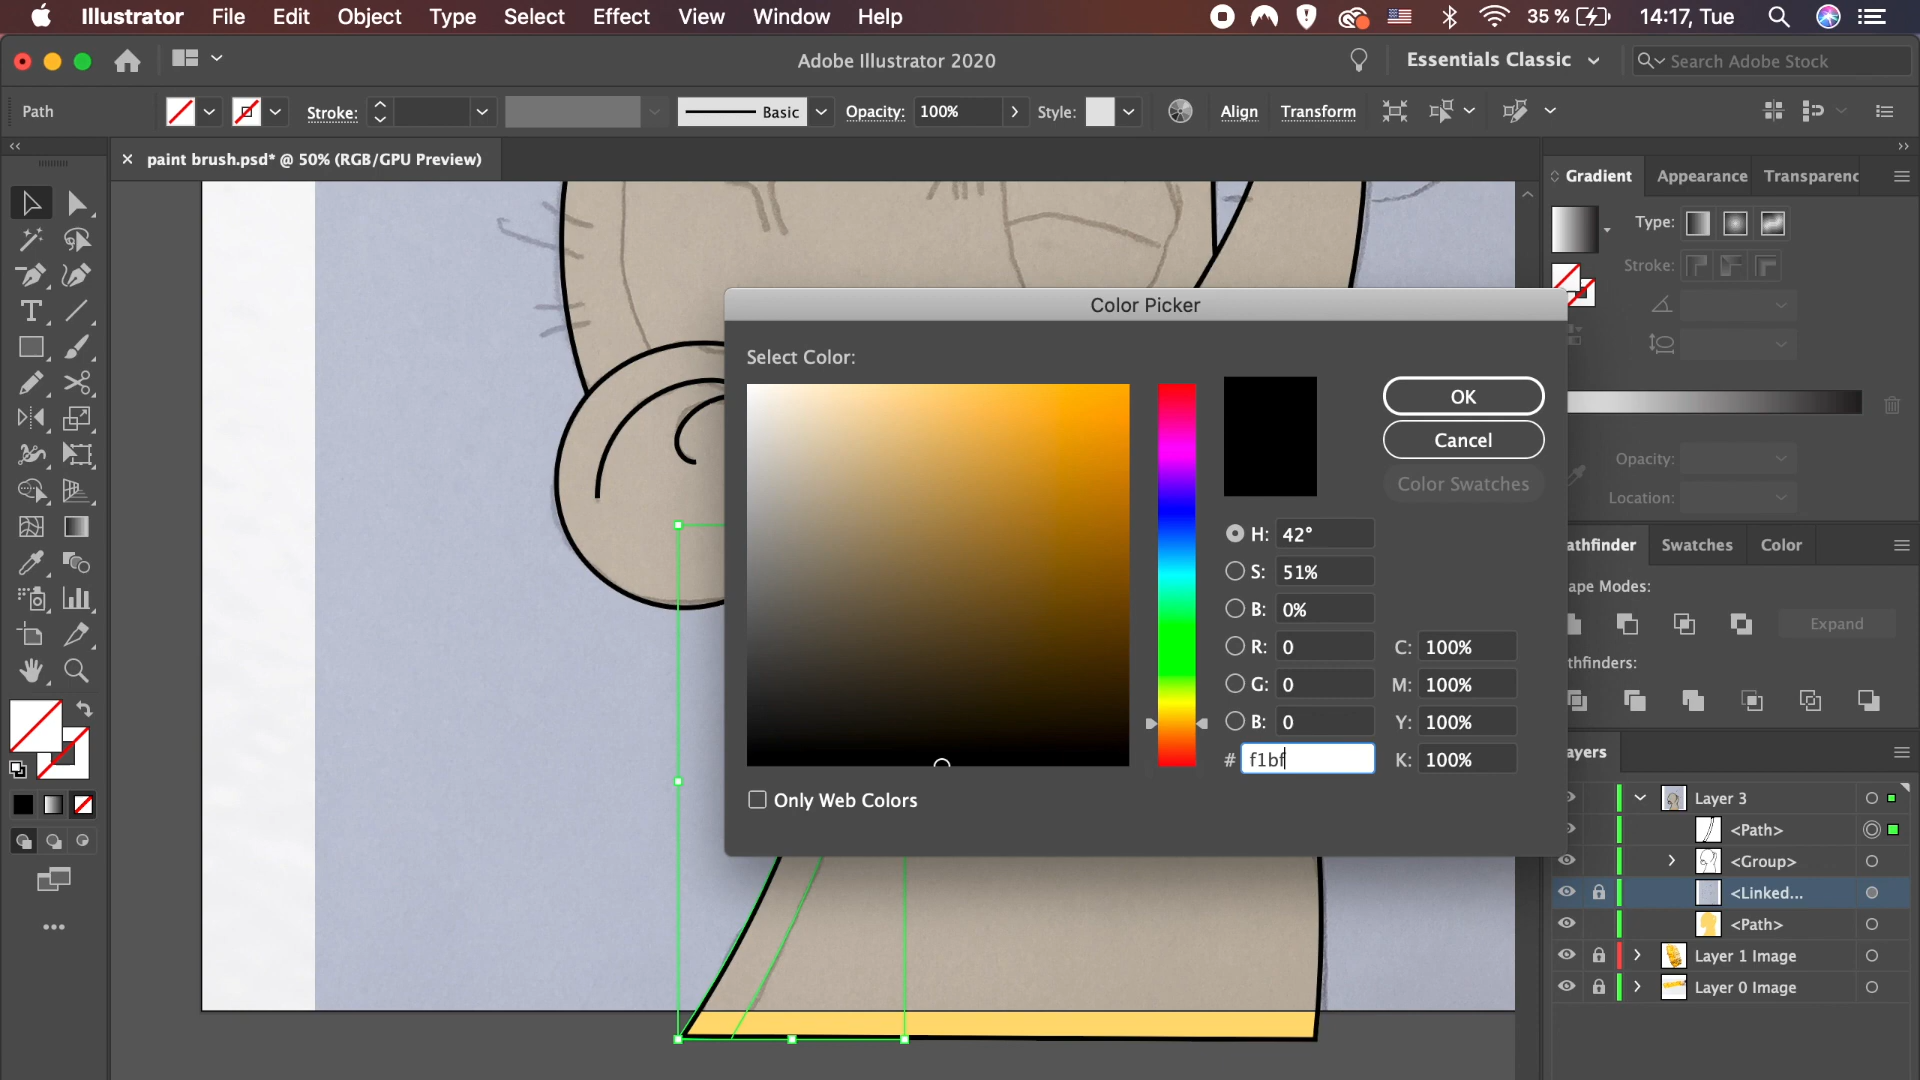 Illustrator File Edit Object Type Select Effect View Window Help 35 % 14:17, Tue
Adobe Illustrator 2020 Essentials Classic Search Adobe Stock
Path Stroke: Basic Opacity: 100% Style: Align Transform
paint brush.psd* @ 50% (RGB/GPU Preview)
Gradient Appearance Transparenc
Type:
Stroke:
Color Picker
Select Color:
OK
Cancel
Color Swatches
Opacity:
Location:
H: 42°
S: 51%
B: 0%
R: 0 C: 100%
G: 0 M: 100%
B: 0 Y: 100%
# f1bf K: 100%
Only Web Colors
athfinder Swatches Color
ape Modes:
Expand
thfinders:
ayers
Layer 3
<Path>
<Group>
<Linked...
<Path>
Layer 1 Image
Layer 0 Image